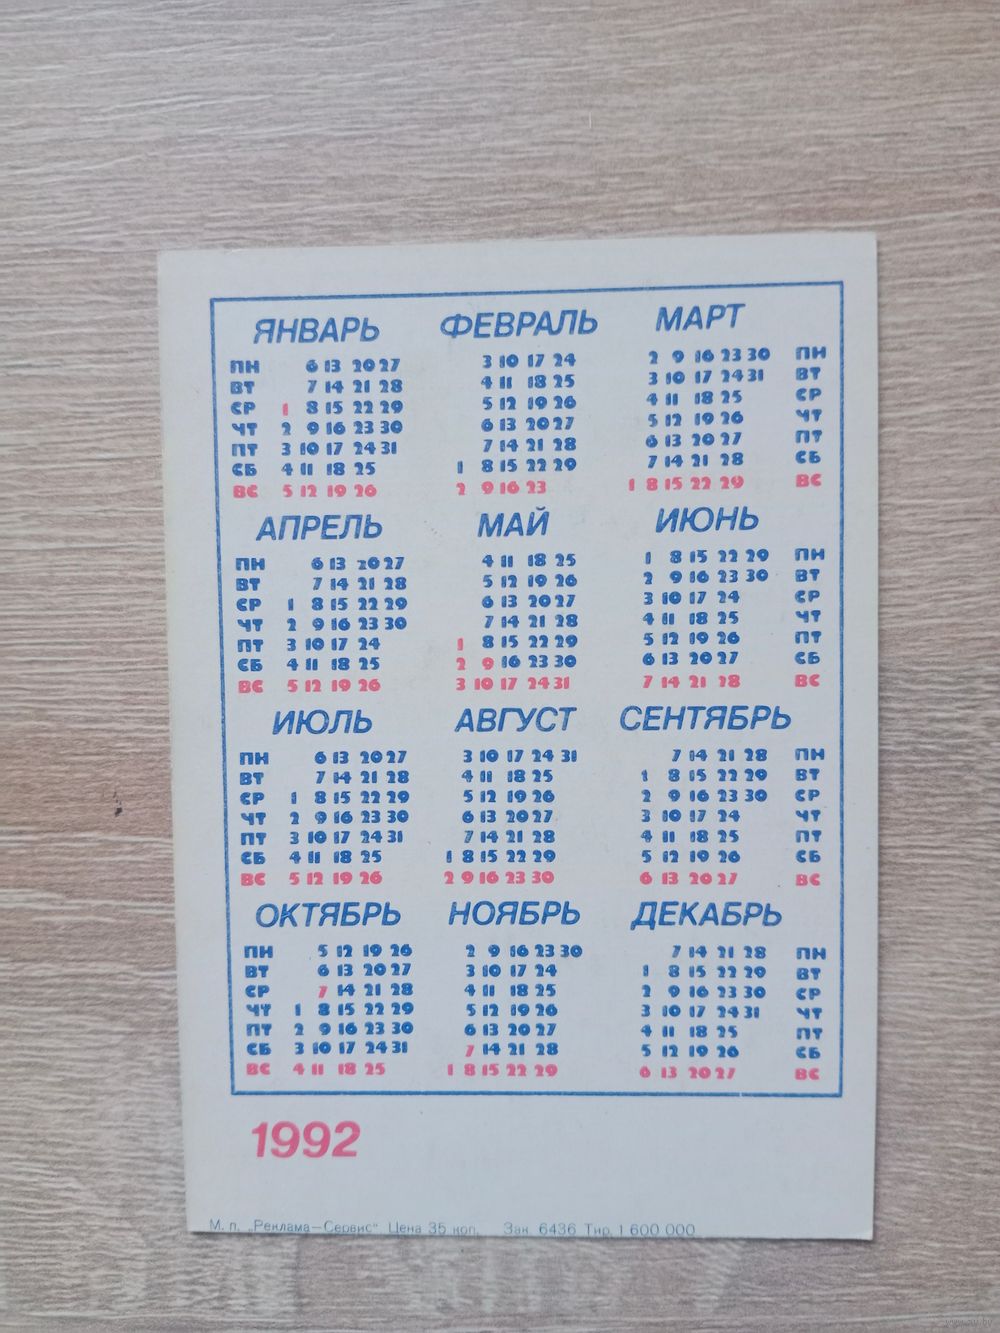 ЯНВАРЬ ФЕВРАЛЬ МАРТ
ПН 6 13 20 27 3 10 17 24 2 9 16 23 30 ПН
ВТ 7 14 21 28 4 11 18 25 3 10 17 24 31 ВТ
СР 1 8 15 22 29 5 12 19 26 4 11 18 25 СР
ЧТ 2 9 16 23 30 6 13 20 27 5 12 19 26 ЧТ
ПТ 3 10 17 24 31 7 14 21 28 6 13 20 27 ПТ
СБ 4 11 18 25 1 8 15 22 29 7 14 21 28 СБ
ВС 5 12 19 26 2 9 16 23 1 8 15 22 29 ВС
АПРЕЛЬ МАЙ ИЮНЬ
ПН 6 13 20 27 4 11 18 25 1 8 15 22 29 ПН
ВТ 7 14 21 28 5 12 19 26 2 9 16 23 30 ВТ
СР 1 8 15 22 29 6 13 20 27 3 10 17 24 СР
ЧТ 2 9 16 23 30 7 14 21 28 4 11 18 25 ЧТ
ПТ 3 10 17 24 1 8 15 22 29 5 12 19 26 ПТ
СБ 4 11 18 25 2 9 16 23 30 6 13 20 27 СБ
ВС 5 12 19 26 3 10 17 24 31 7 14 21 28 ВС
ИЮЛЬ АВГУСТ СЕНТЯБРЬ
ПН 6 13 20 27 3 10 17 24 31 7 14 21 28 ПН
ВТ 7 14 21 28 4 11 18 25 1 8 15 22 29 ВТ
СР 1 8 15 22 29 5 12 19 26 2 9 16 23 30 СР
ЧТ 2 9 16 23 30 6 13 20 27 3 10 17 24 ЧТ
ПТ 3 10 17 24 31 7 14 21 28 4 11 18 25 ПТ
СБ 4 11 18 25 1 8 15 22 29 5 12 19 26 СБ
ВС 5 12 19 26 2 9 16 23 30 6 13 20 27 ВС
ОКТЯБРЬ НОЯБРЬ ДЕКАБРЬ
ПН 5 12 19 26 2 9 16 23 30 7 14 21 28 ПН
ВТ 6 13 20 27 3 10 17 24 1 8 15 22 29 ВТ
СР 7 14 21 28 4 11 18 25 2 9 16 23 30 СР
ЧТ 1 8 15 22 29 5 12 19 26 3 10 17 24 31 ЧТ
ПТ 2 9 16 23 30 6 13 20 27 4 11 18 25 ПТ
СБ 3 10 17 24 31 7 14 21 28 5 12 19 26 СБ
ВС 4 11 18 25 1 8 15 22 29 6 13 20 27 ВС
1992
М. п. „Реклама—Сервис" Цена 35 коп. Зак. 6436 Тир. 1 600 000